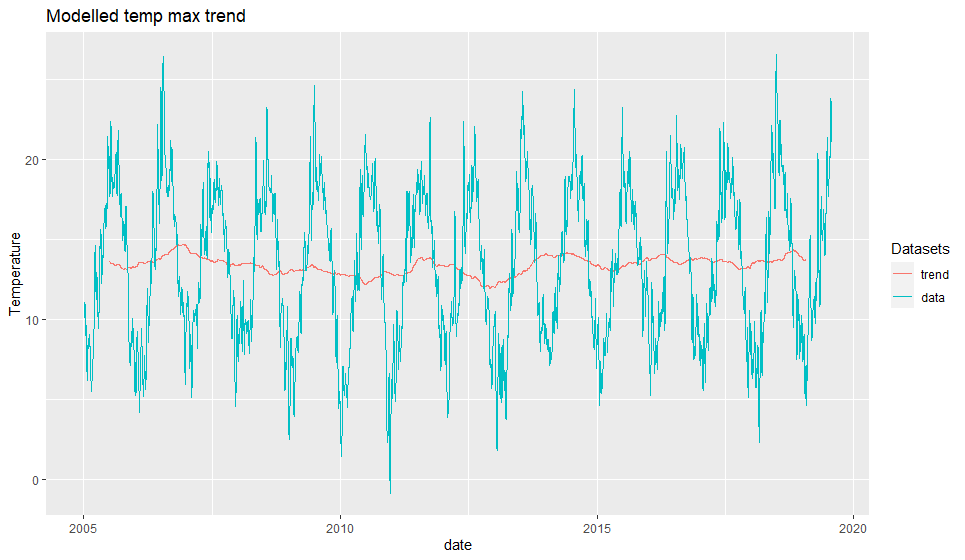 Modelled temp max trend
Temperature
20
10
0
2005
2010
2015
2020
date
Datasets
trend
data